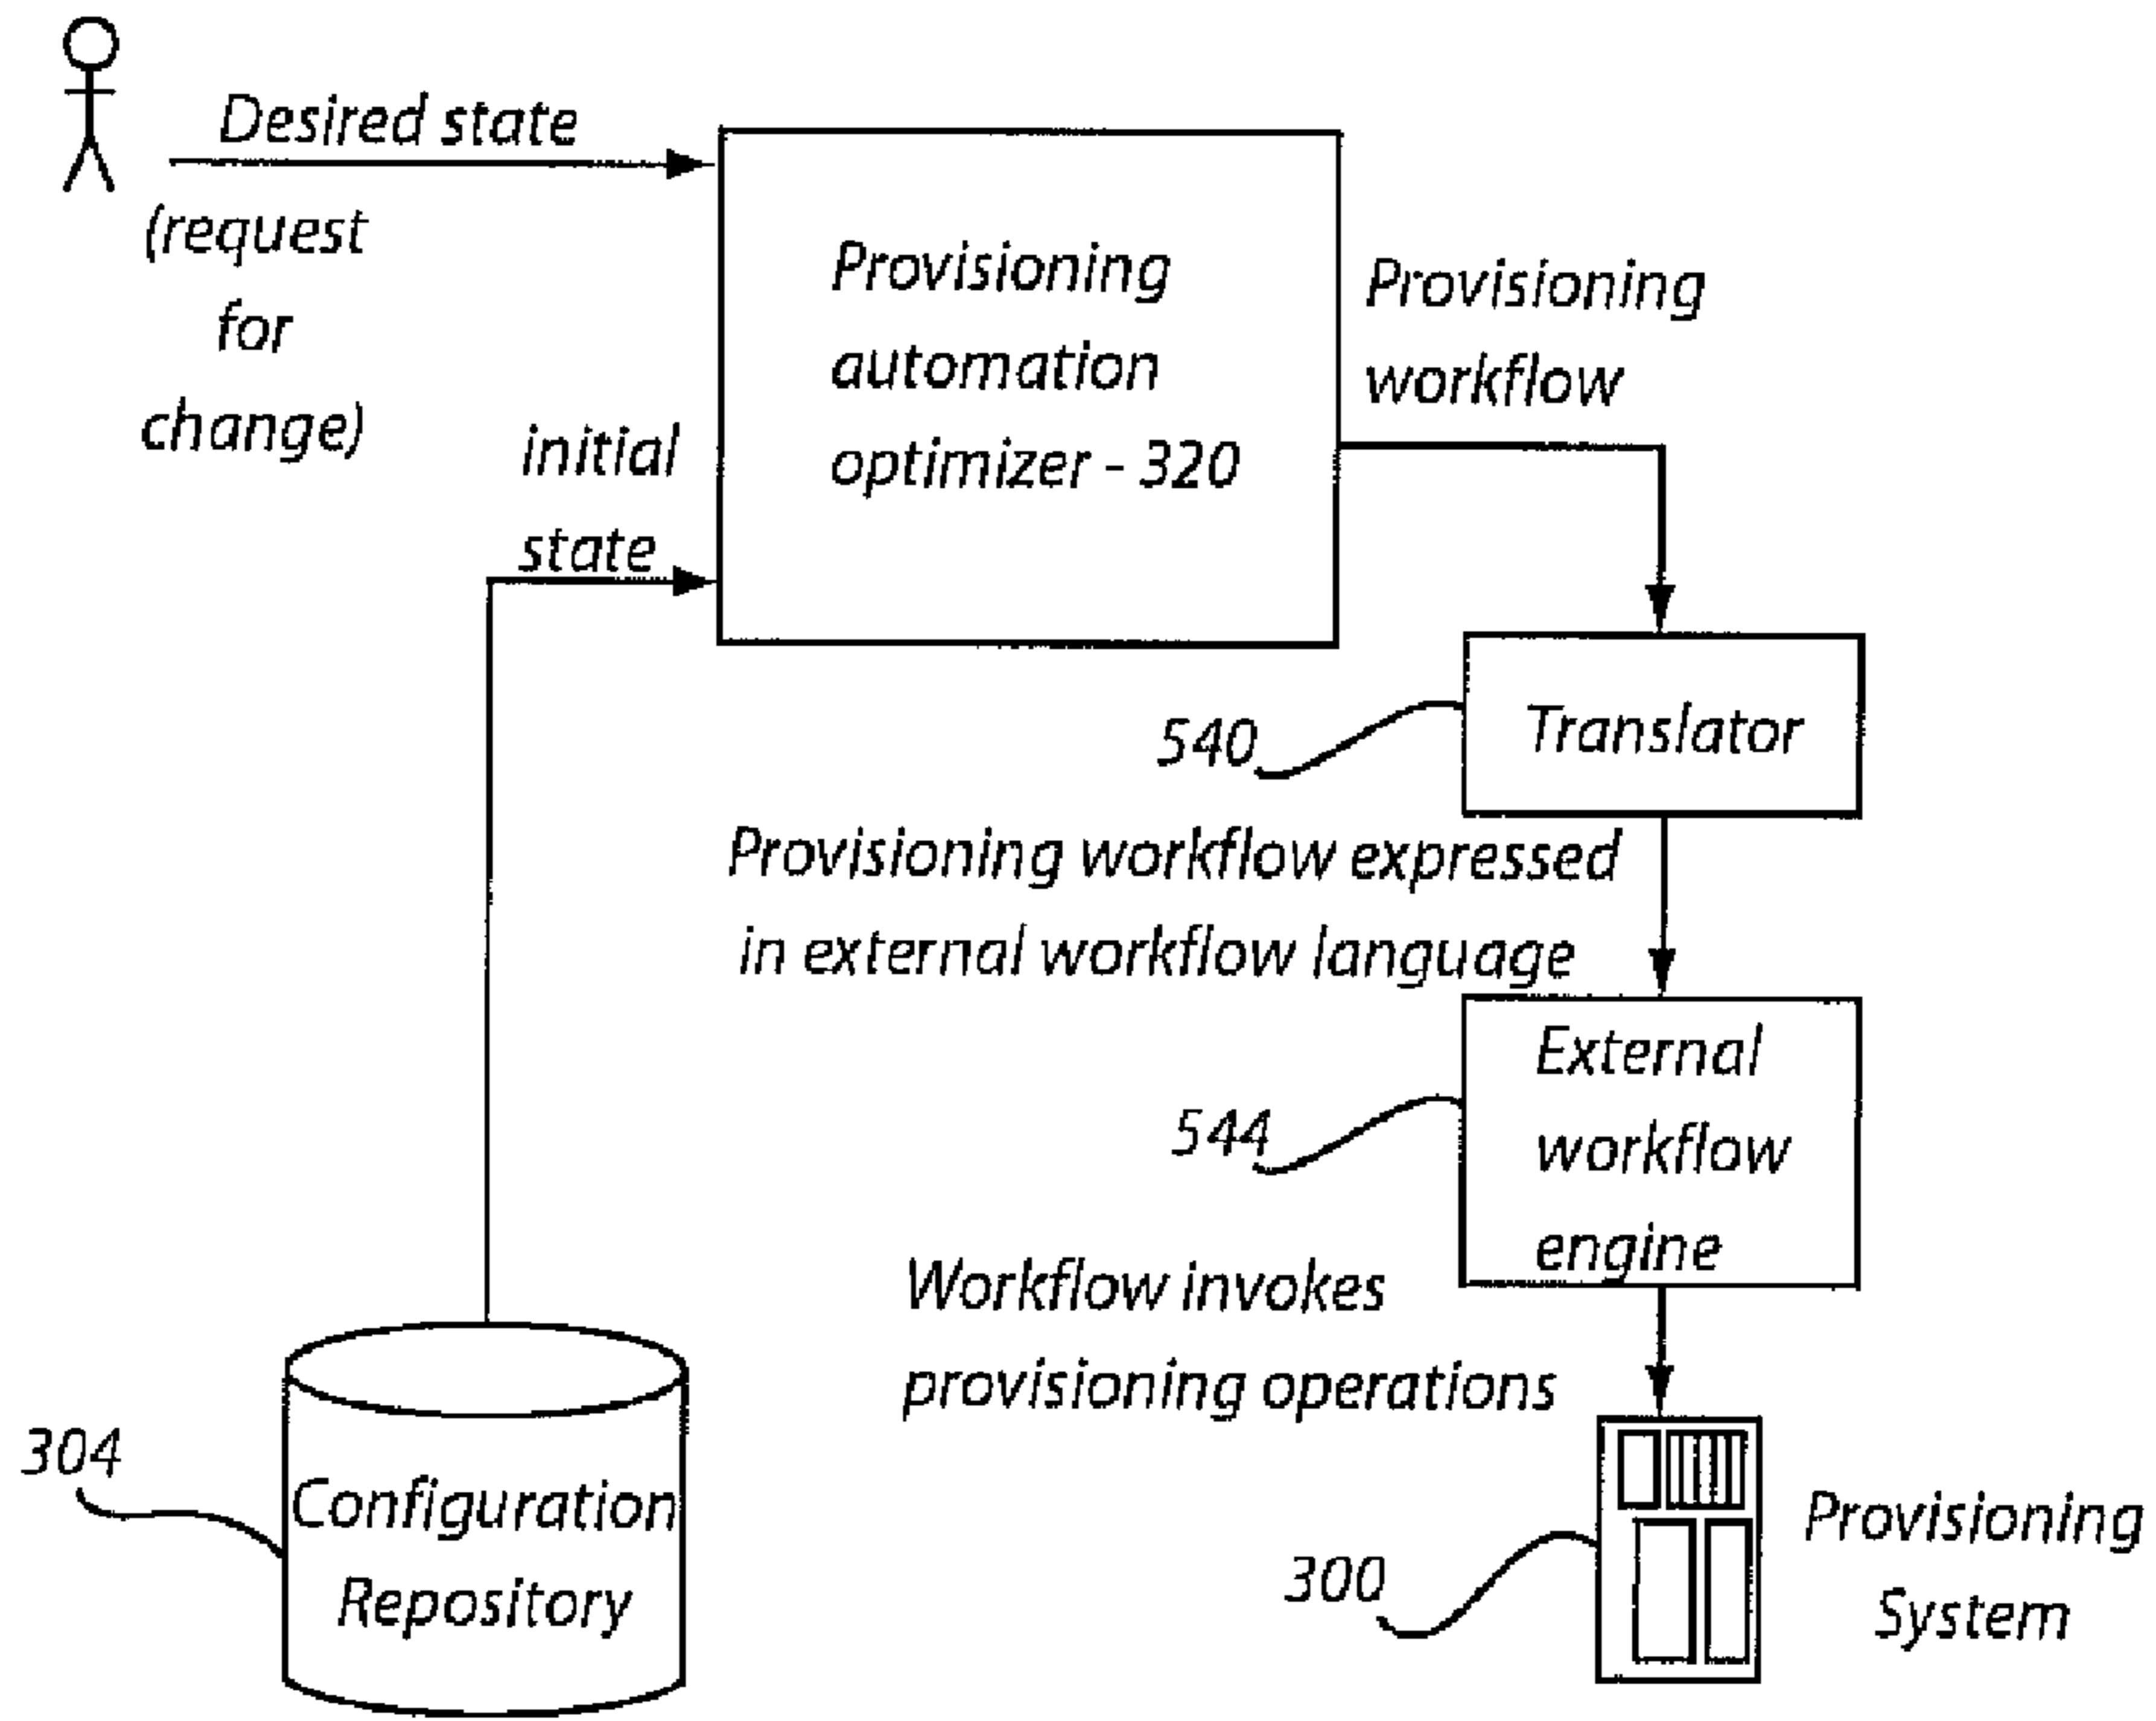 Desired state
(request
for
change)
initial
state
Provisioning
automation
optimizer - 320
Provisioning
workflow
540
Translator
Provisioning workflow expressed
in external workflow language
544
External
workflow
engine
Workflow invokes
provisioning operations
304
Configuration
Repository
300
Provisioning
System